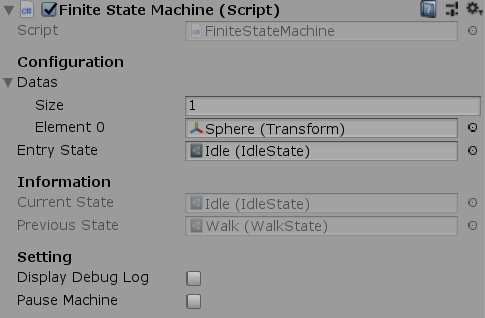 Finite State Machine (Script)
Script FiniteStateMachine
Configuration
Datas
Size 1
Element 0 Sphere (Transform)
Entry State Idle (IdleState)
Information
Current State Idle (IdleState)
Previous State Walk (WalkState)
Setting
Display Debug Log
Pause Machine